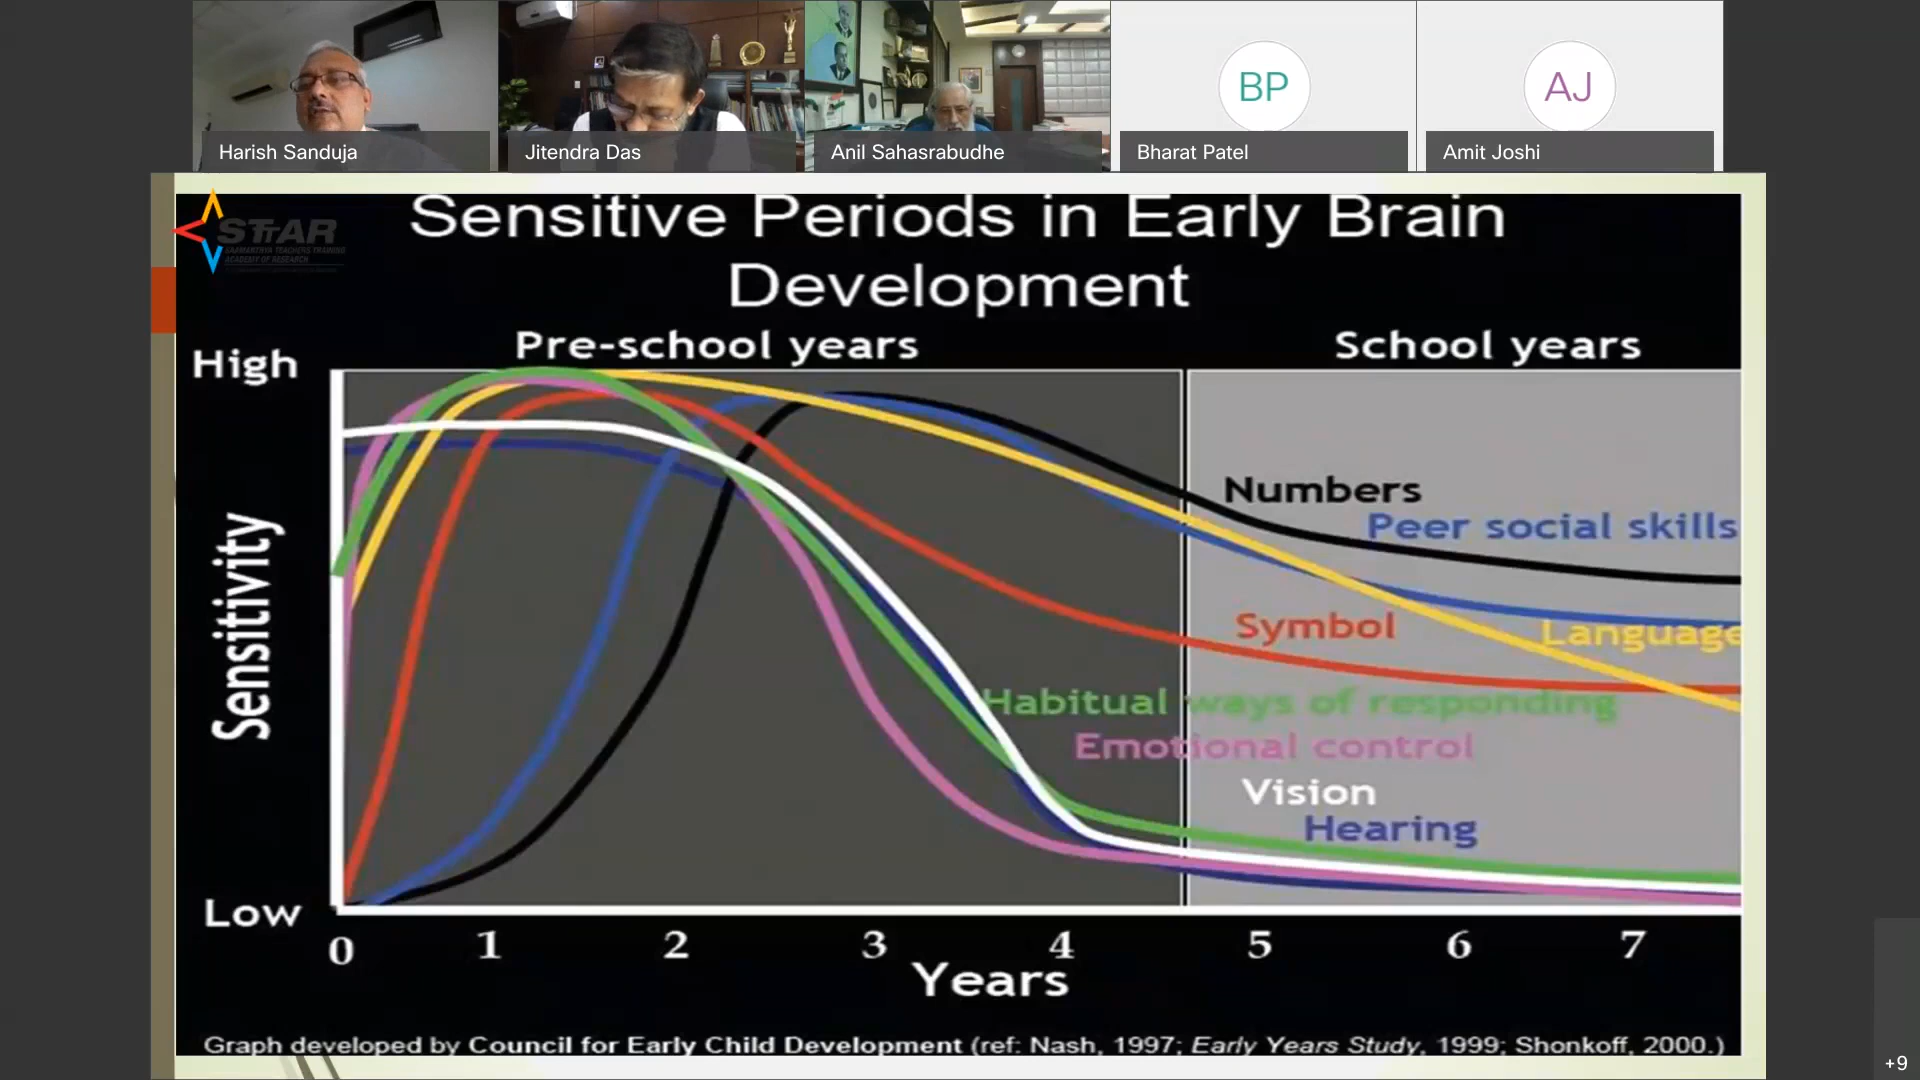 Harish Sanduja
Jitendra Das
Anil Sahasrabudhe
BP
Bharat Patel
AJ
Amit Joshi
STTAR
SAAMARTHYA TEACHERS TRAINING
ACADEMY OF RESEARCH
Sensitive Periods in Early Brain
Development
Pre-school years
School years
High
Sensitivity
Low
Numbers
Peer social skills
Symbol
Language
Habitual ways of responding
Emotional control
Vision
Hearing
0 1 2 3 4 5 6 7
Years
Graph developed by Council for Early Child Development (ref: Nash, 1997; Early Years Study, 1999; Shonkoff, 2000.)
+9